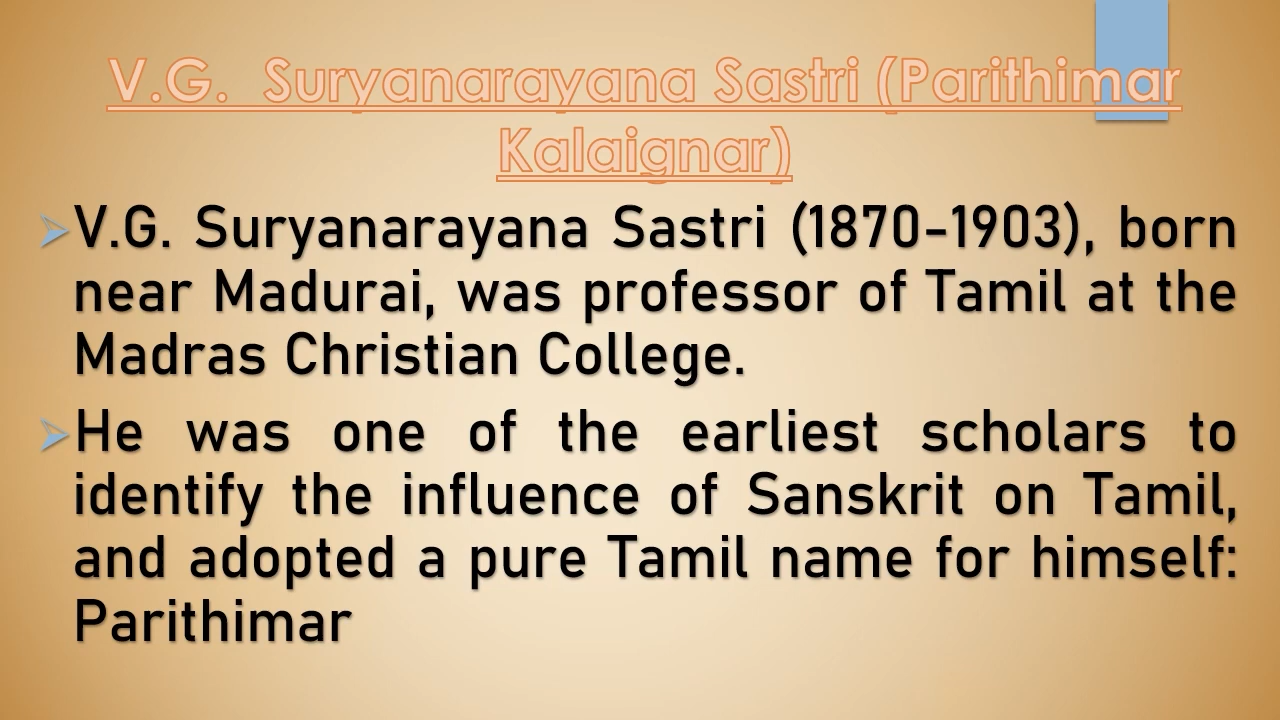 V.G.  Suryanarayana Sastri (Parithimar
Kalaignar)
V.G. Suryanarayana Sastri (1870-1903), born
near Madurai, was professor of Tamil at the
Madras Christian College.
He was one of the earliest scholars to
identify the influence of Sanskrit on Tamil,
and adopted a pure Tamil name for himself:
Parithimar